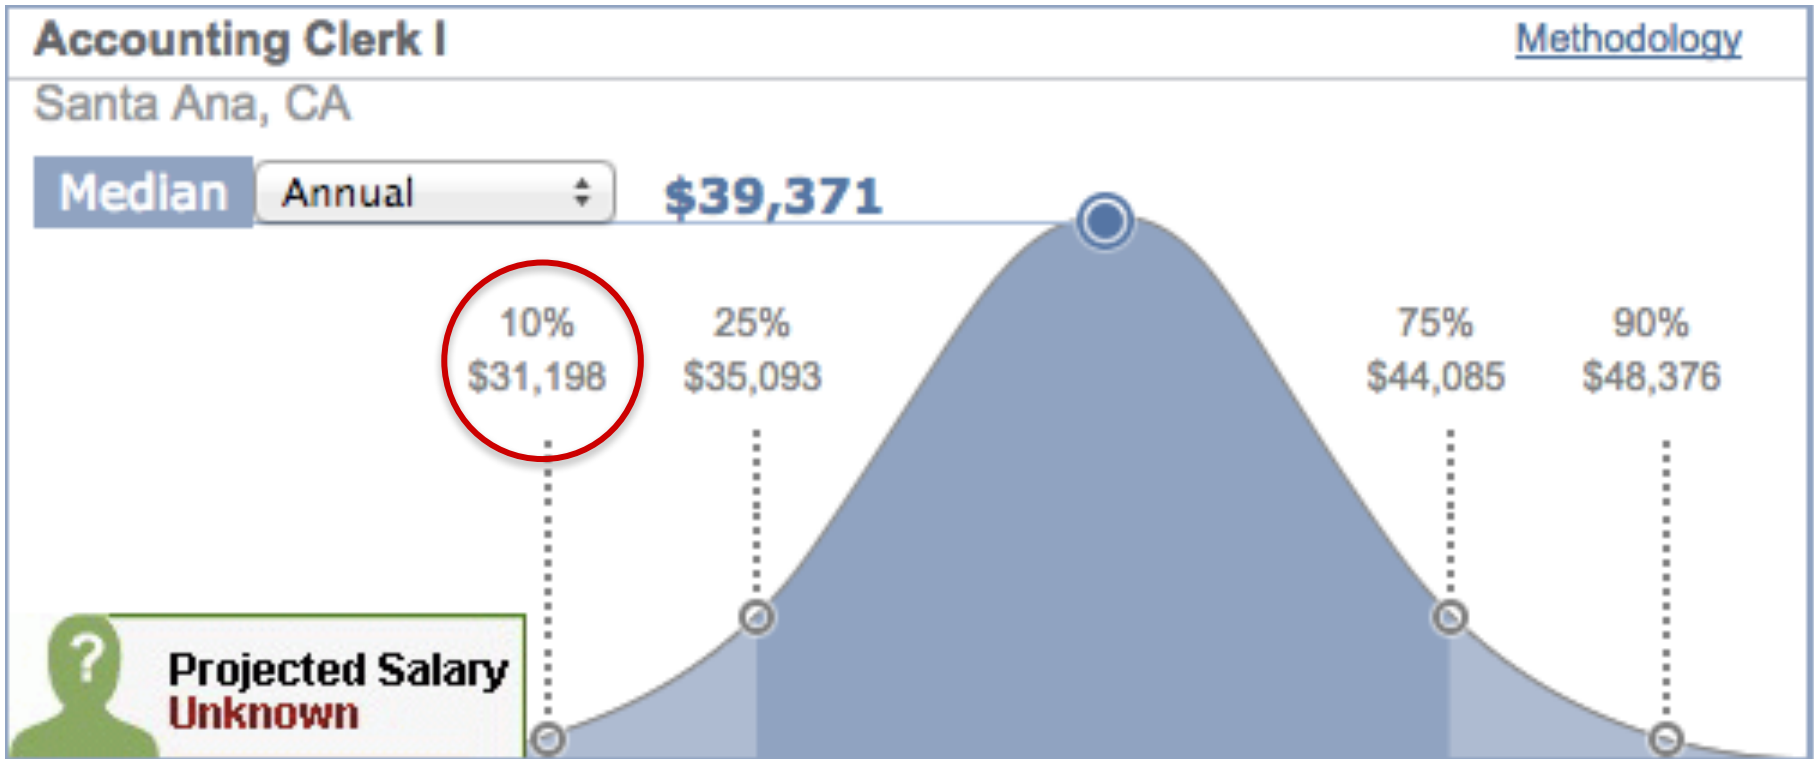 Accounting Clerk I
Methodology
Santa Ana, CA
Median Annual $39,371
10% 25% 75% 90%
$31,198 $35,093 $44,085 $48,376
?
Projected Salary
Unknown